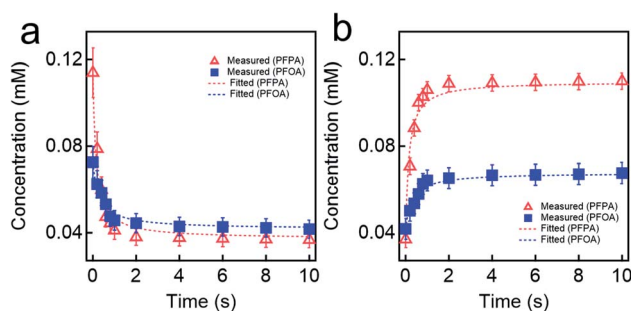 a
Concentration (mM)
0.12
0.08
0.04
0 2 4 6 8 10
Time (s)
Measured (PFPA)
Measured (PFOA)
Fitted (PFPA)
Fitted (PFOA)
b
Concentration (mM)
0.12
0.08
0.04
0 2 4 6 8 10
Time (s)
Measured (PFPA)
Measured (PFOA)
Fitted (PFPA)
Fitted (PFOA)